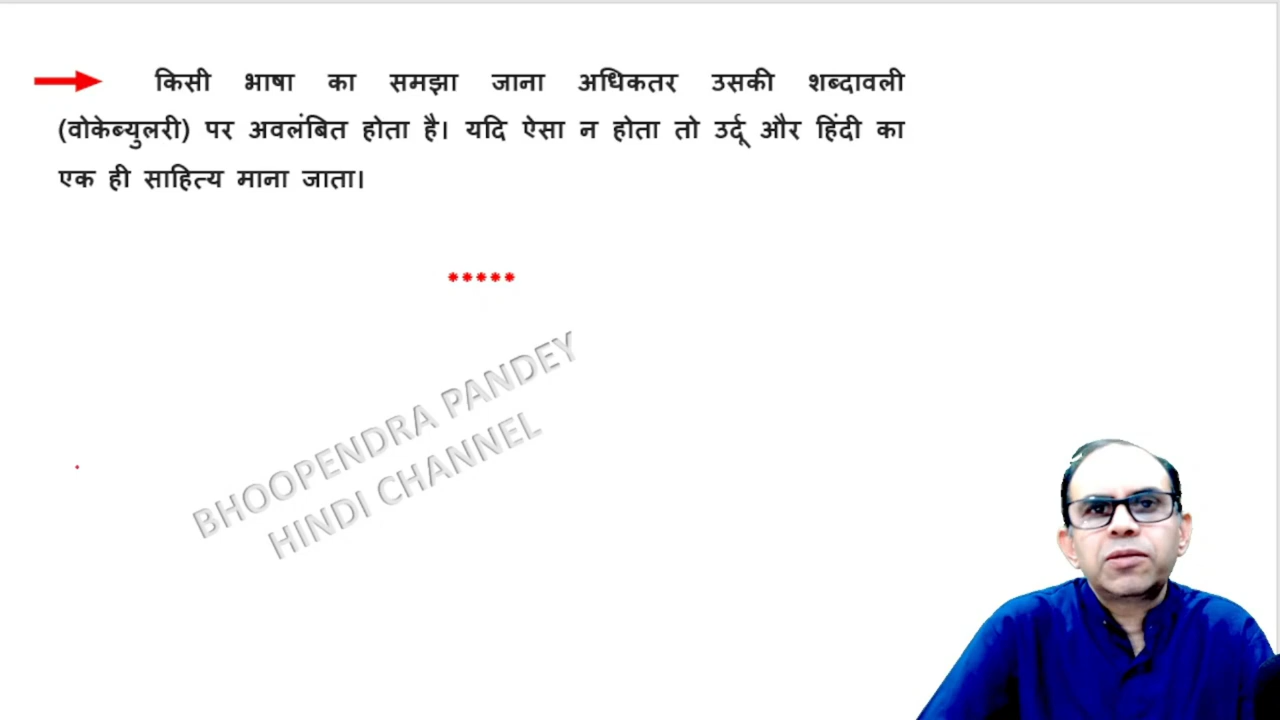 किसी भाषा का समझा जाना अधिकतर उसकी शब्दावली
(वोकेब्युलरी) पर अवलंबित होता है। यदि ऐसा न होता तो उर्दू और हिंदी का
एक ही साहित्य माना जाता।
*****
BHOOPENDRA PANDEY
HINDI CHANNEL